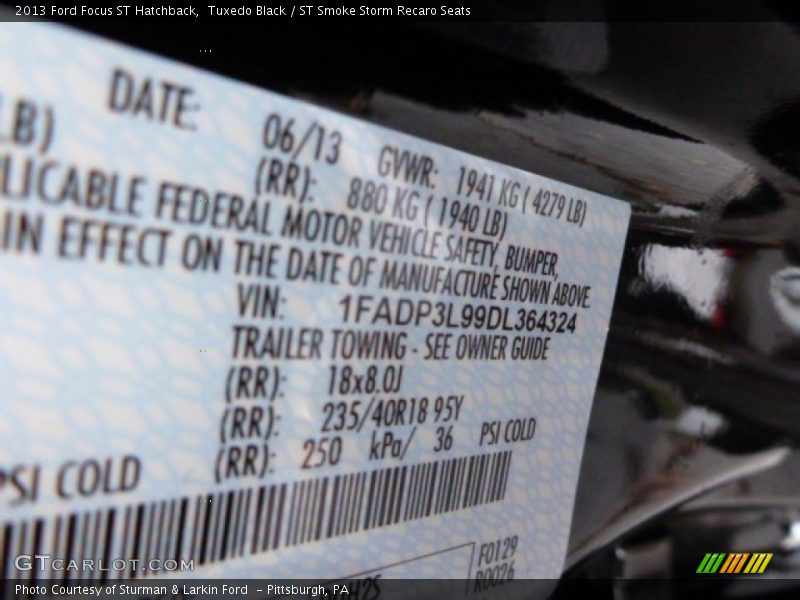 2013 Ford Focus ST Hatchback,  Tuxedo Black / ST Smoke Storm Recaro Seats
DATE: 06/13 GVWR: 1941 KG ( 4279 LB)
LB) (RR): 880 KG ( 1940 LB)
LICABLE FEDERAL MOTOR VEHICLE SAFETY, BUMPER,
IN EFFECT ON THE DATE OF MANUFACTURE SHOWN ABOVE
VIN: 1FADP3L99DL364324
TRAILER TOWING - SEE OWNER GUIDE
(RR): 18x8.0J
(RR): 235/40R18 95Y
PSI COLD (RR): 250 kPa/ 36 PSI COLD
F0129
R0026
GTcarlot.com
Photo Courtesy of Sturman & Larkin Ford  - Pittsburgh, PA